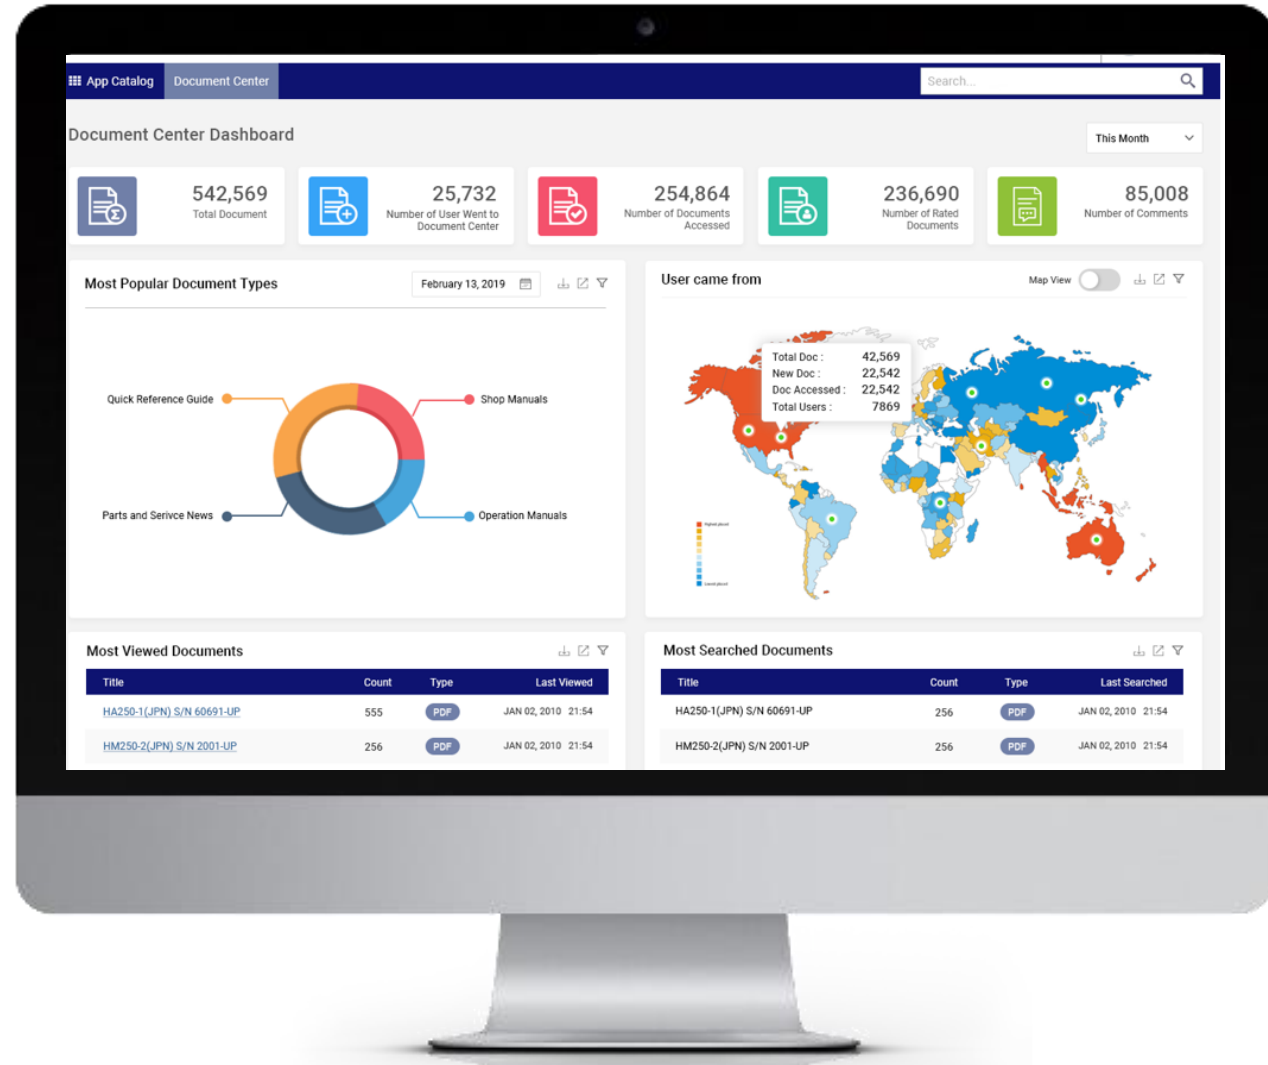 App Catalog Document Center Search...
Document Center Dashboard
This Month
542,569
Total Document
25,732
Number of User Went to
Document Center
254,864
Number of Documents
Accessed
236,690
Number of Rated
Documents
85,008
Number of Comments
Most Popular Document Types
February 13, 2019
Quick Reference Guide
Shop Manuals
Parts and Serivce News
Operation Manuals
User came from
Map View
Total Doc : 42,569
New Doc : 22,542
Doc Accessed : 22,542
Total Users : 7869
Most Viewed Documents
Title Count Type Last Viewed
HA250-1(JPN) S/N 60691-UP 555 PDF JAN 02, 2010 21:54
HM250-2(JPN) S/N 2001-UP 256 PDF JAN 02, 2010 21:54
Most Searched Documents
Title Count Type Last Searched
HA250-1(JPN) S/N 60691-UP 256 PDF JAN 02, 2010 21:54
HM250-2(JPN) S/N 2001-UP 256 PDF JAN 02, 2010 21:54